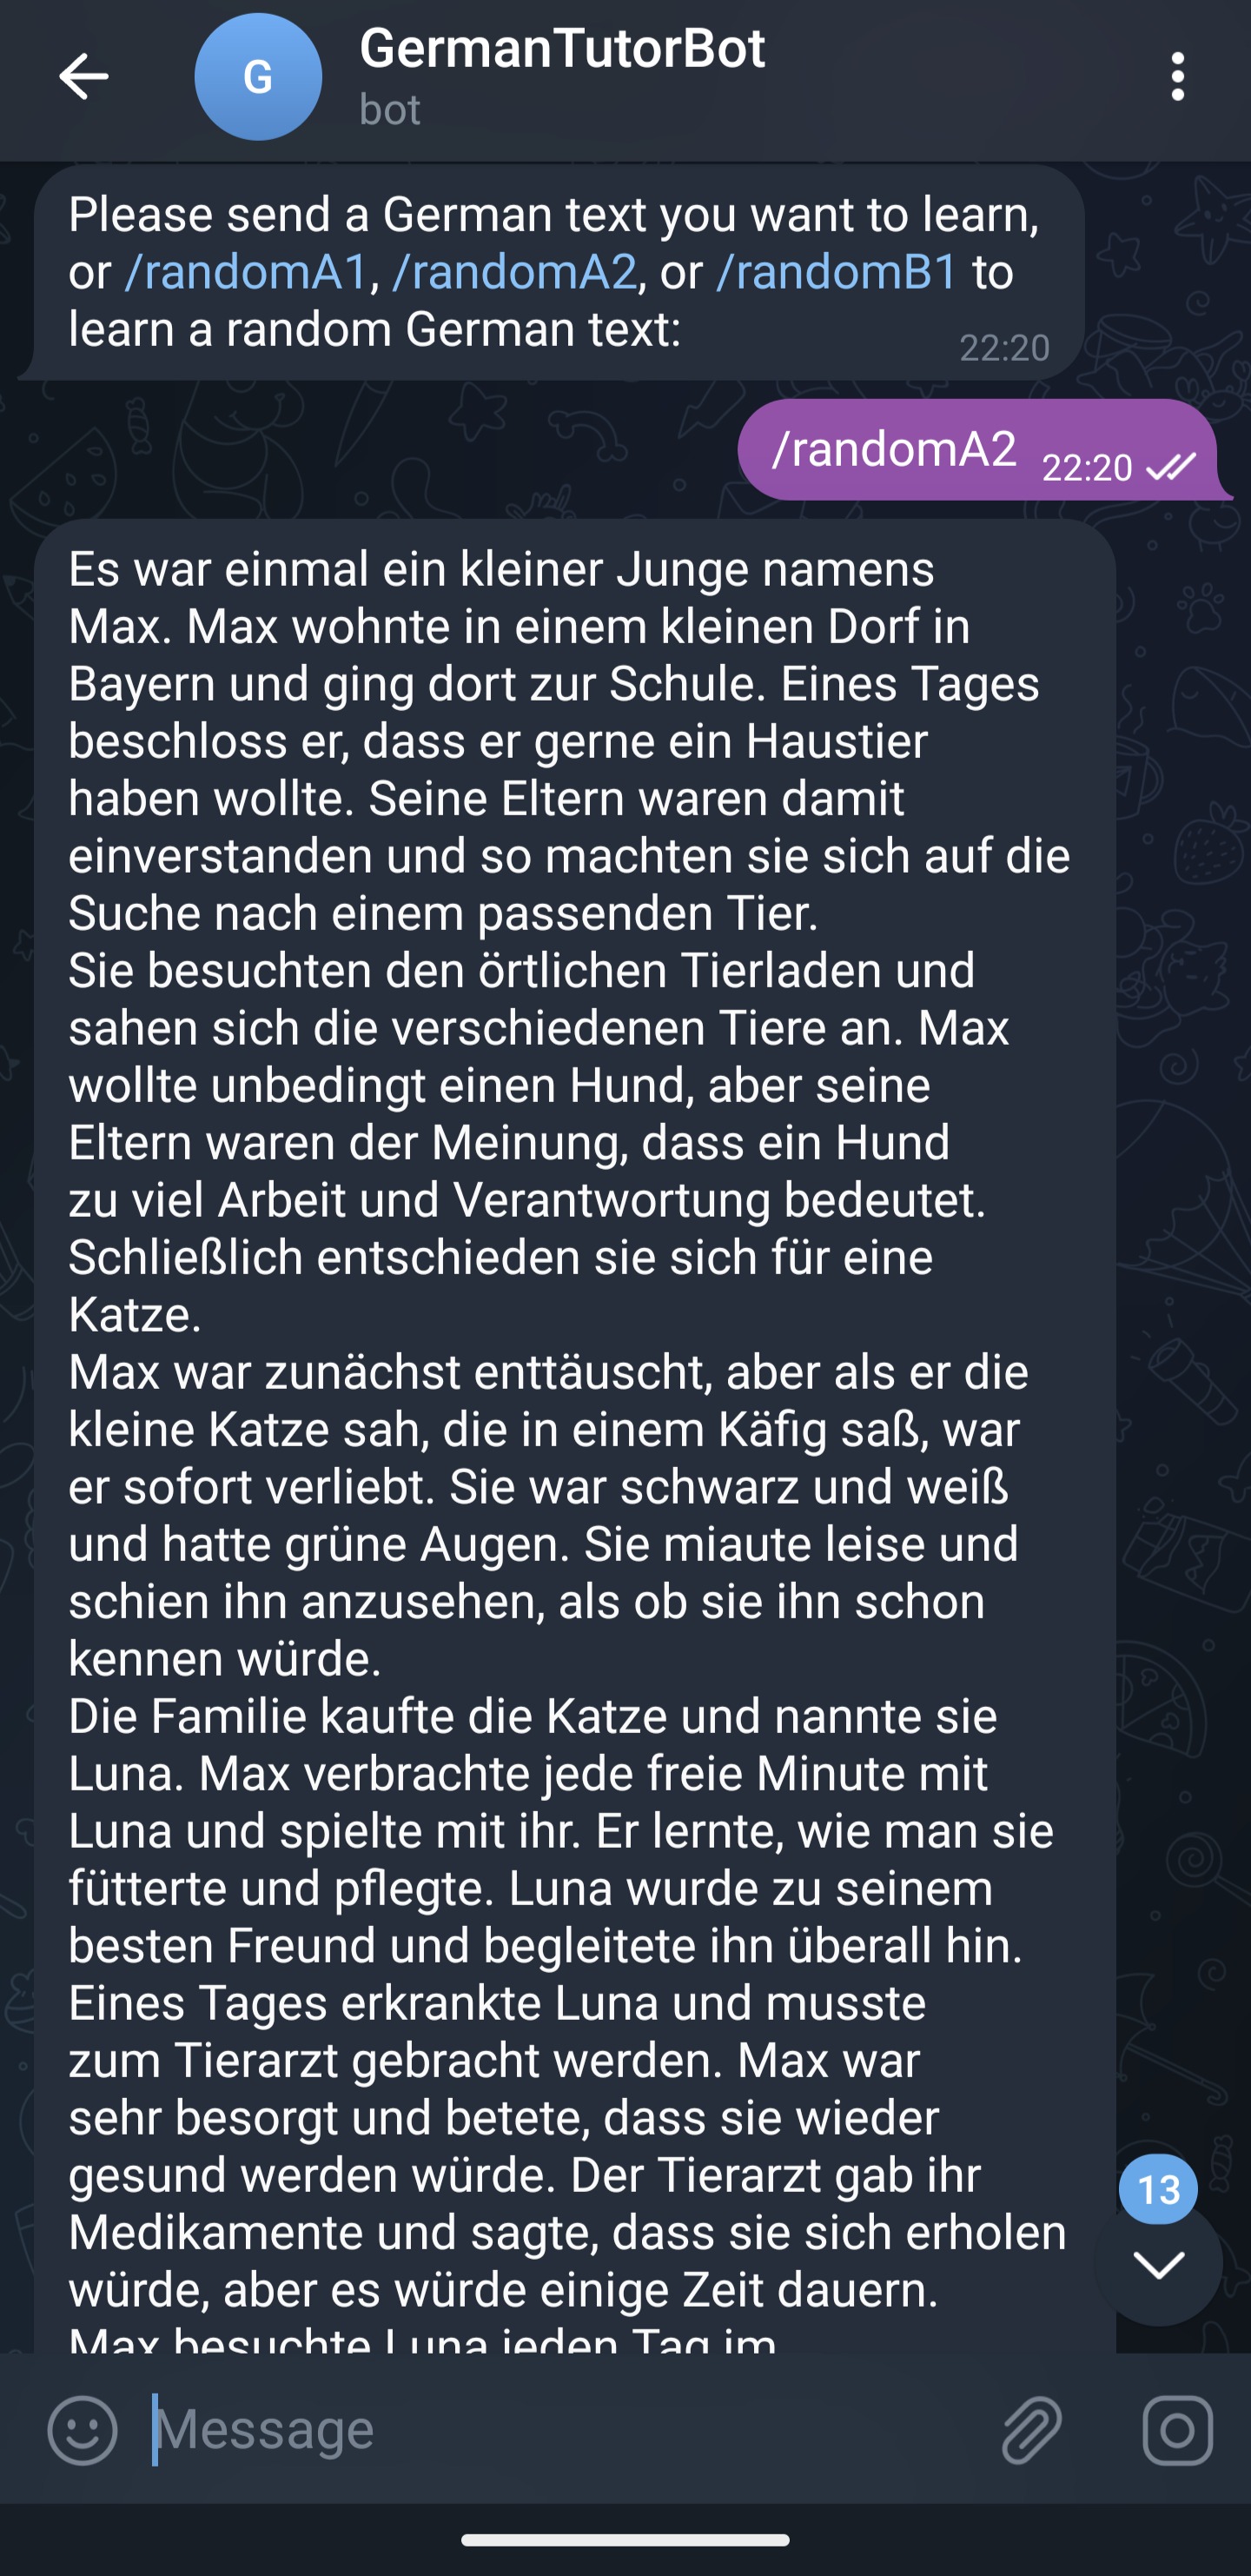 GermanTutorBot
G
bot
Please send a German text you want to learn,
or /randomA1, /randomA2, or /randomB1 to
learn a random German text:
22:20
/randomA2 22:20
Es war einmal ein kleiner Junge namens
Max. Max wohnte in einem kleinen Dorf in
Bayern und ging dort zur Schule. Eines Tages
beschloss er, dass er gerne ein Haustier
haben wollte. Seine Eltern waren damit
einverstanden und so machten sie sich auf die
Suche nach einem passenden Tier.
Sie besuchten den örtlichen Tierladen und
sahen sich die verschiedenen Tiere an. Max
wollte unbedingt einen Hund, aber seine
Eltern waren der Meinung, dass ein Hund
zu viel Arbeit und Verantwortung bedeutet.
Schließlich entschieden sie sich für eine
Katze.
Max war zunächst enttäuscht, aber als er die
kleine Katze sah, die in einem Käfig saß, war
er sofort verliebt. Sie war schwarz und weiß
und hatte grüne Augen. Sie miaute leise und
schien ihn anzusehen, als ob sie ihn schon
kennen würde.
Die Familie kaufte die Katze und nannte sie
Luna. Max verbrachte jede freie Minute mit
Luna und spielte mit ihr. Er lernte, wie man sie
fütterte und pflegte. Luna wurde zu seinem
besten Freund und begleitete ihn überall hin.
Eines Tages erkrankte Luna und musste
zum Tierarzt gebracht werden. Max war
sehr besorgt und betete, dass sie wieder
gesund werden würde. Der Tierarzt gab ihr
Medikamente und sagte, dass sie sich erholen
würde, aber es würde einige Zeit dauern.
Max besuchte Luna jeden Tag im
13
Message